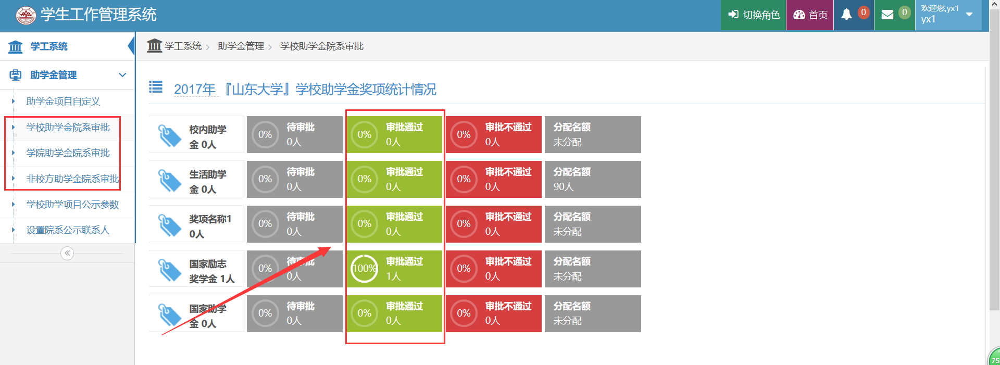 学生工作管理系统
切换角色
首页
0
0
欢迎您,yx1
yx1
学工系统
助学金管理
助学金项目自定义
学校助学金院系审批
学院助学金院系审批
非校方助学金院系审批
学校助学项目公示参数
设置院系公示联系人
学工系统
助学金管理
学校助学金院系审批
2017年 『山东大学』学校助学金奖项统计情况
校内助学
金 0人
0%
待审批
0人
0%
审批通过
0人
0%
审批不通过
0人
分配名额
未分配
生活助学
金 0人
0%
待审批
0人
0%
审批通过
0人
0%
审批不通过
0人
分配名额
90人
奖项名称1
0人
0%
待审批
0人
0%
审批通过
0人
0%
审批不通过
0人
分配名额
未分配
国家励志
奖学金 1人
0%
待审批
0人
100%
审批通过
1人
0%
审批不通过
0人
分配名额
未分配
国家助学
金 0人
0%
待审批
0人
0%
审批通过
0人
0%
审批不通过
0人
分配名额
未分配
75